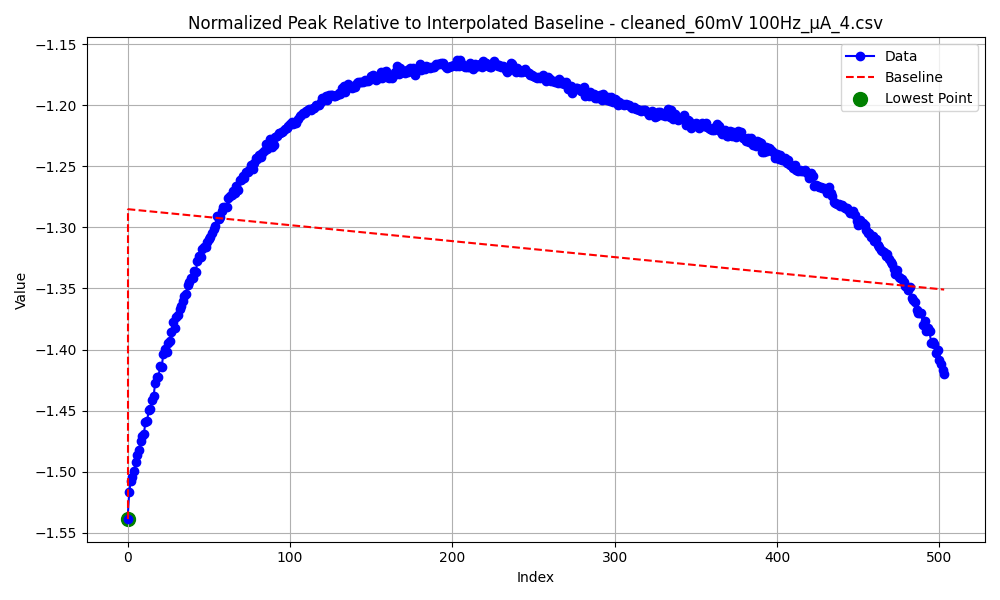 Normalized Peak Relative to Interpolated Baseline - cleaned_60mV 100Hz_µA_4.csv
Data
Baseline
Lowest Point
Value
−1.15
−1.20
−1.25
−1.30
−1.35
−1.40
−1.45
−1.50
−1.55
0 100 200 300 400 500
Index